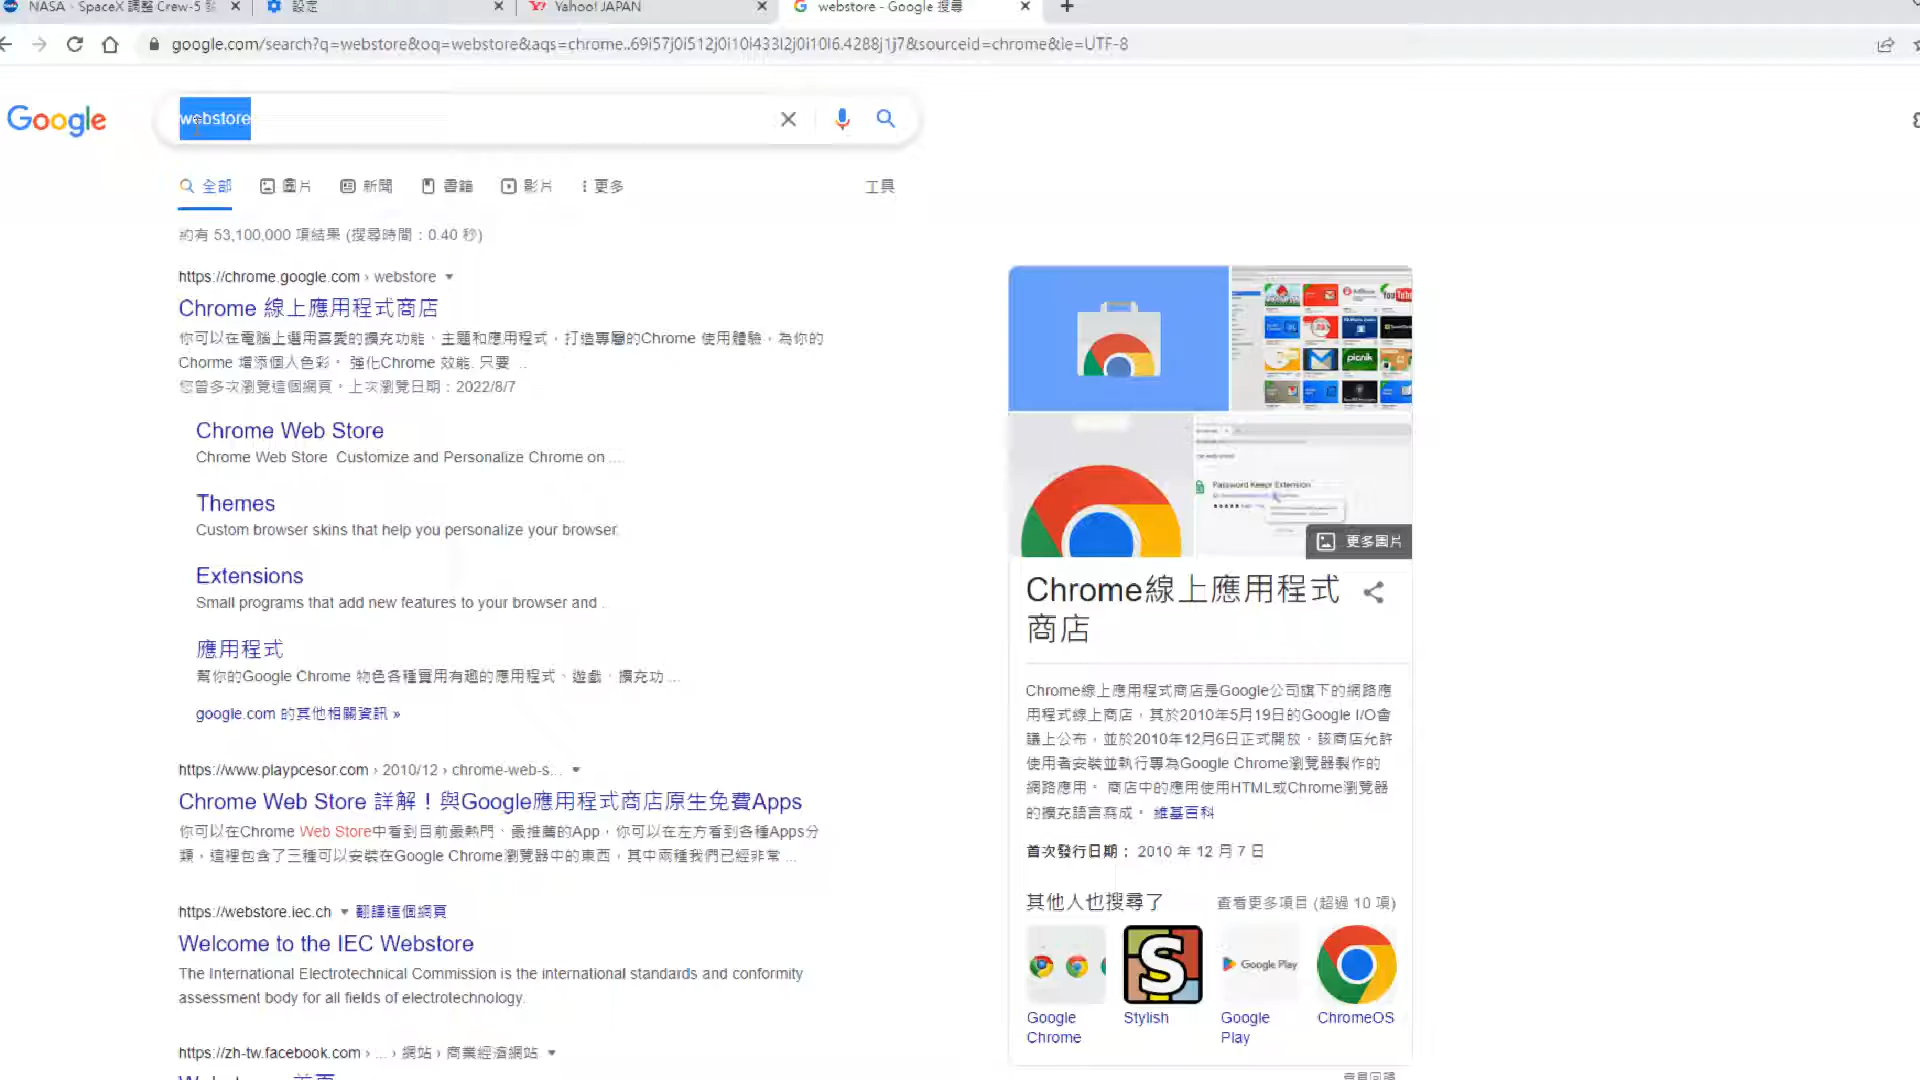 NASA、SpaceX 調整 Crew-5
設定
Yahoo! JAPAN
webstore - Google 搜尋
google.com/search?q=webstore&oq=webstore&aqs=chrome..69i57j0i512j0i10i433l2j0i10l6.4288j1j7&sourceid=chrome&ie=UTF-8
Google
webstore
全部
圖片
新聞
書籍
影片
更多
工具
約有 53,100,000 項結果 (搜尋時間：0.40 秒)
https://chrome.google.com › webstore
Chrome 線上應用程式商店
你可以在電腦上選用喜愛的擴充功能、主題和應用程式，打造專屬的Chrome 使用體驗，為你的
Chorme 增添個人色彩。 強化Chrome 效能. 只要 ...
您曾多次瀏覽這個網頁。上次瀏覽日期：2022/8/7
Chrome Web Store
Chrome Web Store Customize and Personalize Chrome on ...
Themes
Custom browser skins that help you personalize your browser.
Extensions
Small programs that add new features to your browser and
應用程式
幫你的Google Chrome 物色各種實用有趣的應用程式、遊戲、擴充功 ...
google.com 的其他相關資訊 »
https://www.playpcesor.com › 2010/12 › chrome-web-s...
Chrome Web Store 詳解！與Google應用程式商店原生免費Apps
你可以在Chrome Web Store中看到目前最熱門、最推薦的App，你可以在左方看到各種Apps分
類，這裡包含了三種可以安裝在Google Chrome瀏覽器中的東西，其中兩種我們已經非常 ...
https://webstore.iec.ch 翻譯這個網頁
Welcome to the IEC Webstore
The International Electrotechnical Commission is the international standards and conformity
assessment body for all fields of electrotechnology.
https://zh-tw.facebook.com › ... › 網站 › 商業經濟網站
picnik
Password Keepr Extension
更多圖片
Chrome線上應用程式
商店
Chrome線上應用程式商店是Google公司旗下的網路應
用程式線上商店，其於2010年5月19日的Google I/O會
議上公布，並於2010年12月6日正式開放。該商店允許
使用者安裝並執行專為Google Chrome瀏覽器製作的
網路應用。 商店中的應用使用HTML或Chrome瀏覽器
的擴充語言寫成。 維基百科
首次發行日期： 2010 年 12 月 7 日
其他人也搜尋了
查看更多項目 (超過 10 項)
S
Google Play
Google
Chrome
Stylish
Google
Play
ChromeOS